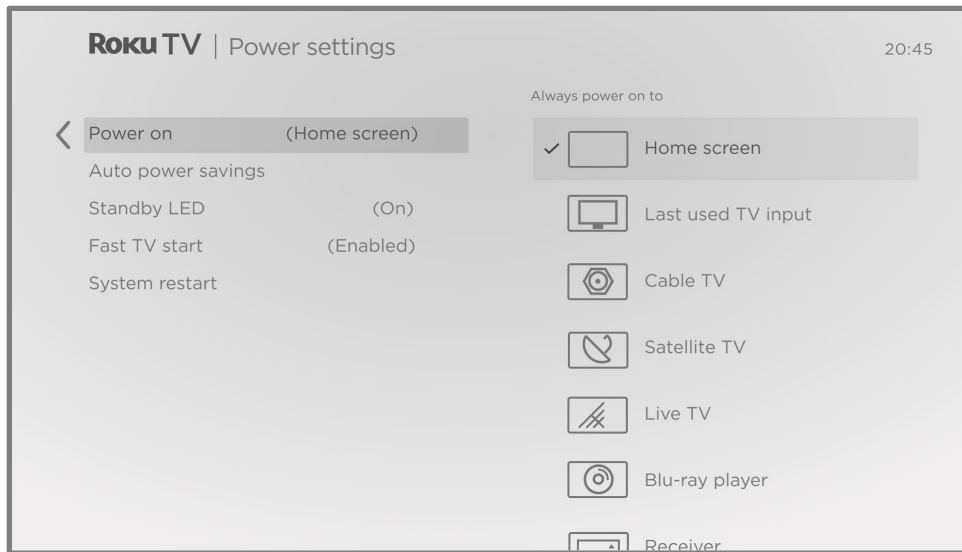 Roku TV | Power settings
20:45
Always power on to
Power on (Home screen)
Auto power savings
Standby LED (On)
Fast TV start (Enabled)
System restart
Home screen
Last used TV input
Cable TV
Satellite TV
Live TV
Blu-ray player
Receiver